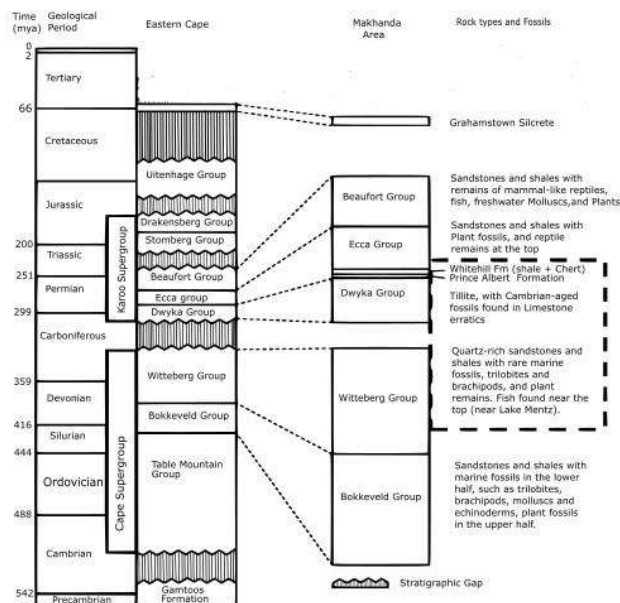 Time
(mya)
Geological
Period
Eastern Cape
Makhanda
Area
Rock types and Fossils
0
2
Tertiary
66
Cretaceous
Jurassic
200
Triassic
251
Permian
299
Carboniferous
359
Devonian
416
Silurian
444
Ordovician
488
Cambrian
542
Precambrian
Karoo Supergroup
Cape Supergroup
Uitenhage Group
Drakensberg Group
Stomberg Group
Beaufort Group
Ecca group
Dwyka Group
Witteberg Group
Bokkeveld Group
Table Mountain
Group
Gamtoos
Formation
Beaufort Group
Ecca Group
Dwyka Group
Witteberg Group
Bokkeveld Group
Grahamstown Silcrete
Sandstones and shales with
remains of mammal-like reptiles,
fish, freshwater Molluscs,and Plants
Sandstones and shales with
Plant fossils, and reptile
remains at the top
Whitehill Fm (shale + Chert)
Prince Albert Formation
Tillite, with Cambrian-aged
fossils found in Limestone
erratics
Quartz-rich sandstones and
shales with rare marine
fossils, trilobites and
brachipods, and plant
remains. Fish found near the
top (near Lake Mentz).
Sandstones and shales with
marine fossils in the lower
half, such as trilobites,
brachipods, molluscs and
echinoderms, plant fossils
in the upper half.
Stratigraphic Gap